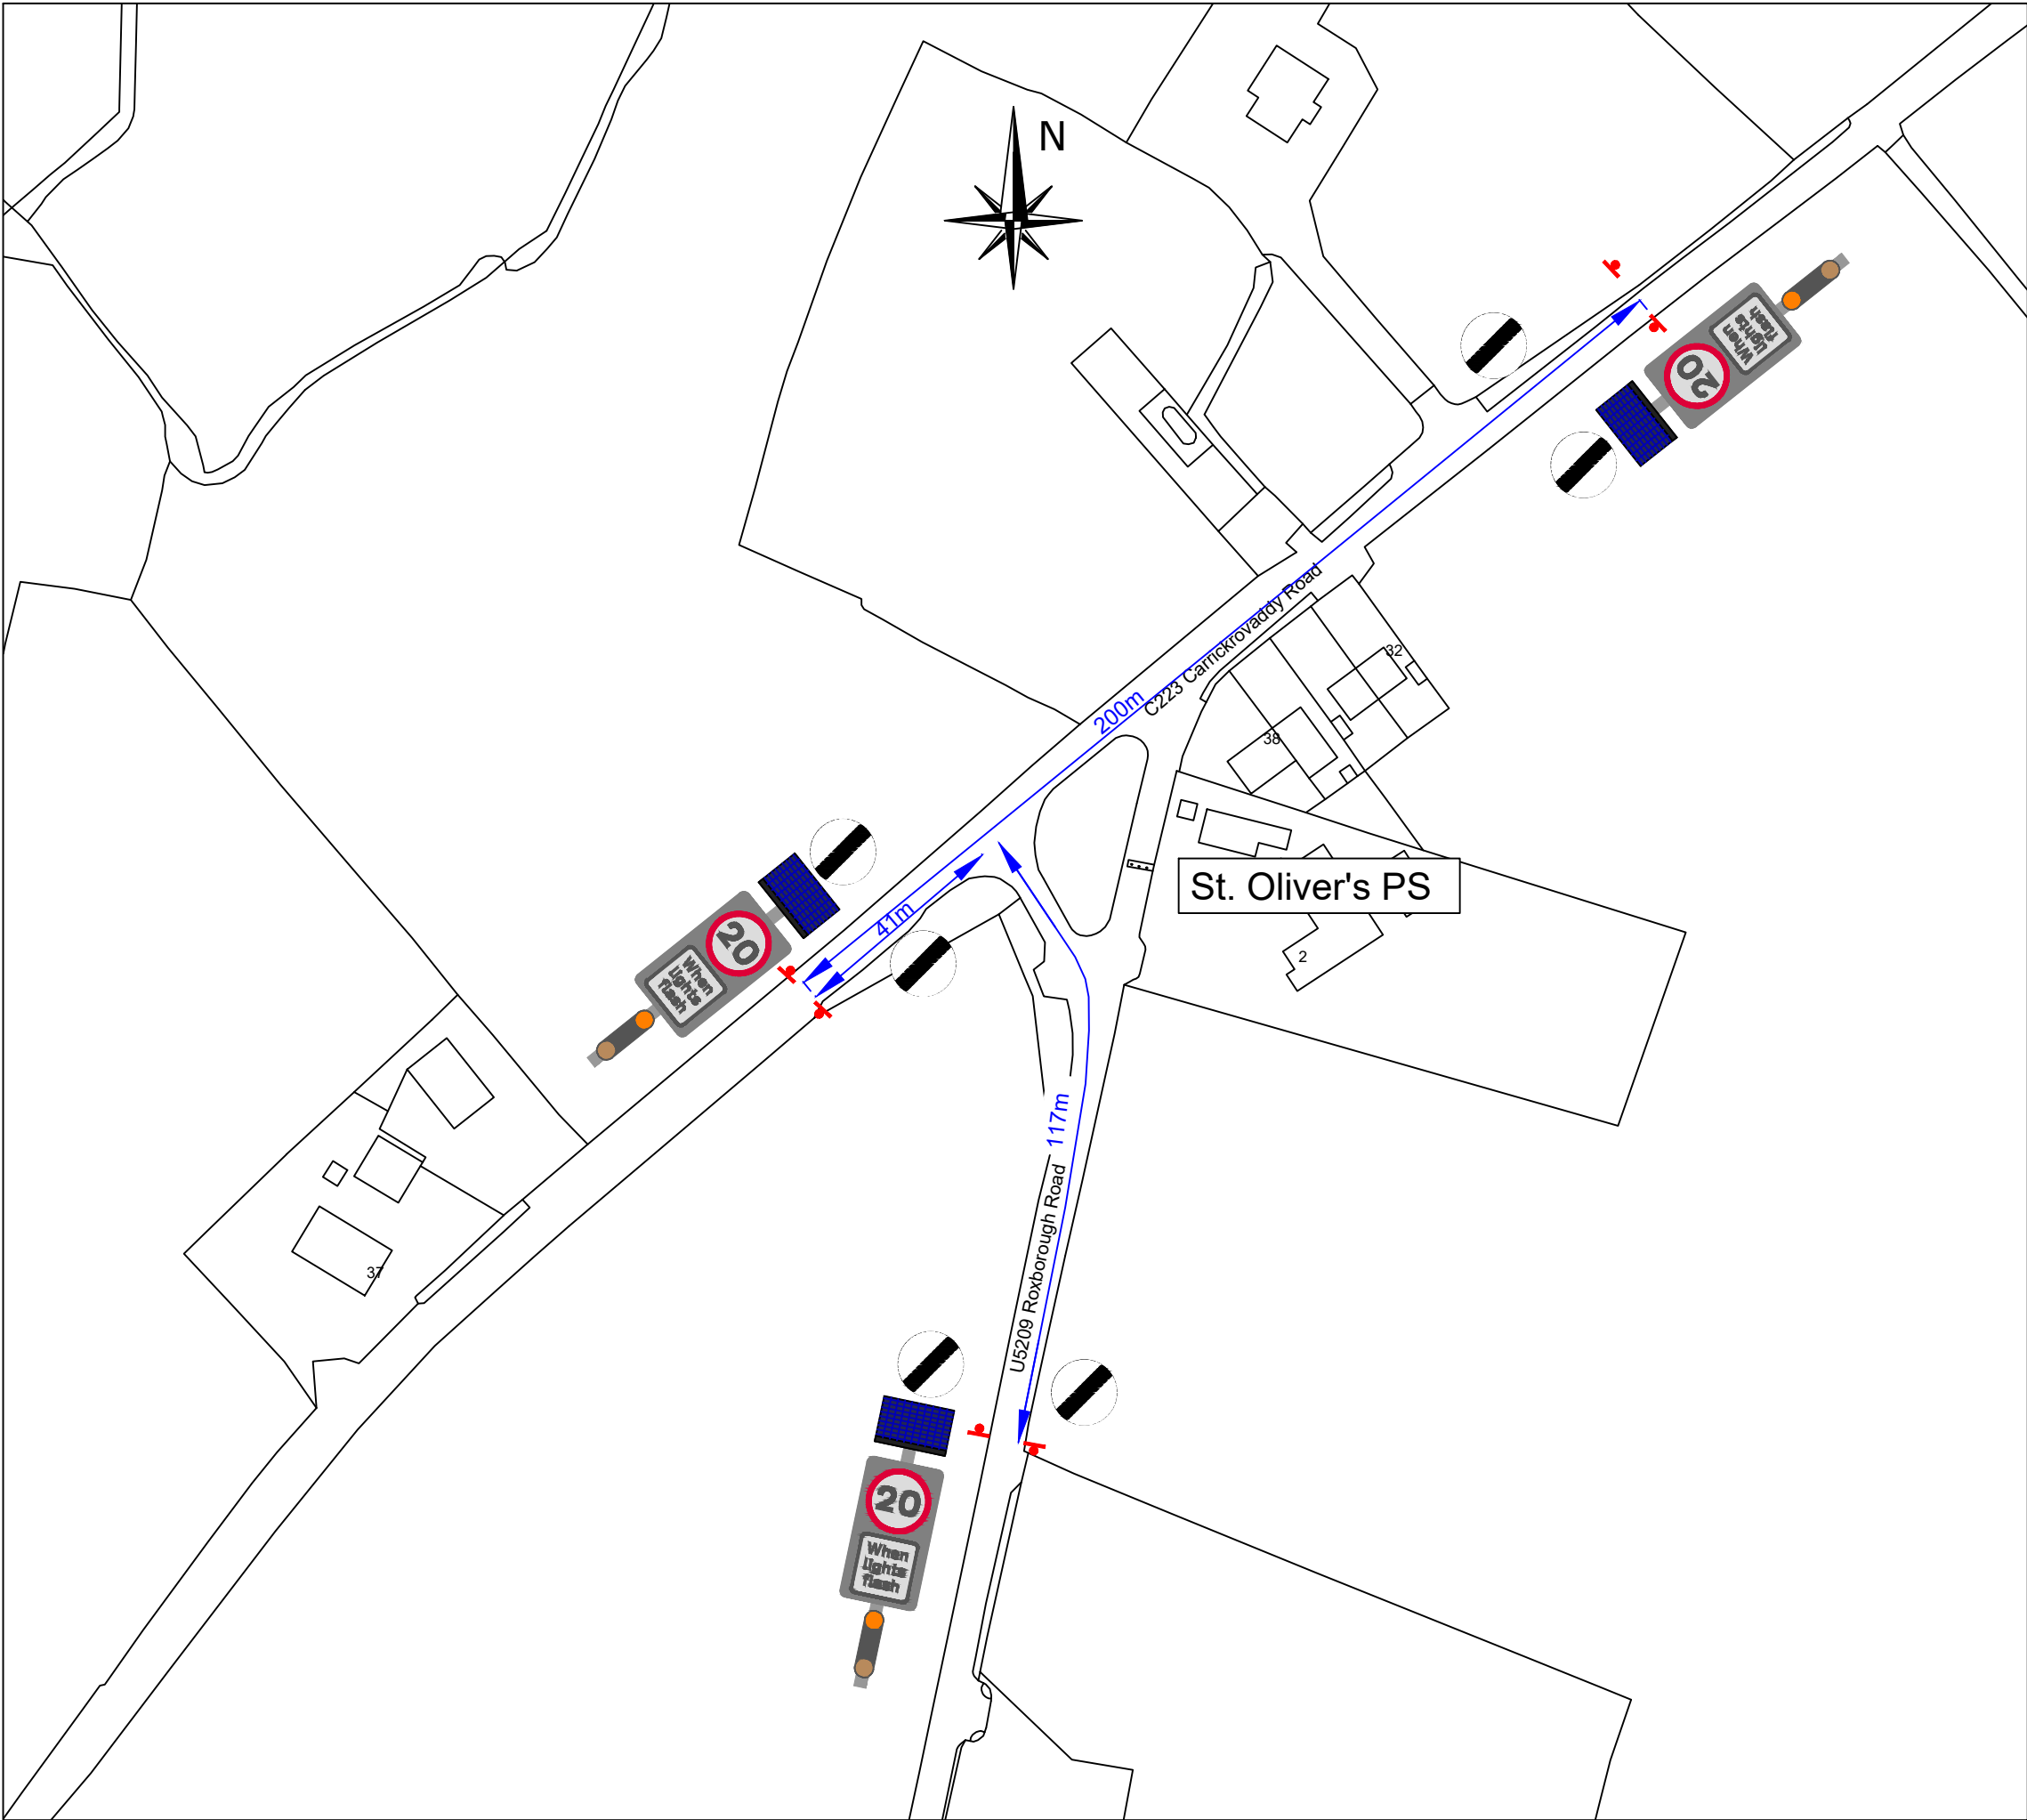 N
When
lights
flash
20
32
C223 Carrickrovaddy Road
200m
38
St. Oliver's PS
41m
20
When
lights
flash
2
117m
U5209 Roxborough Road
37
20
When
lights
flash